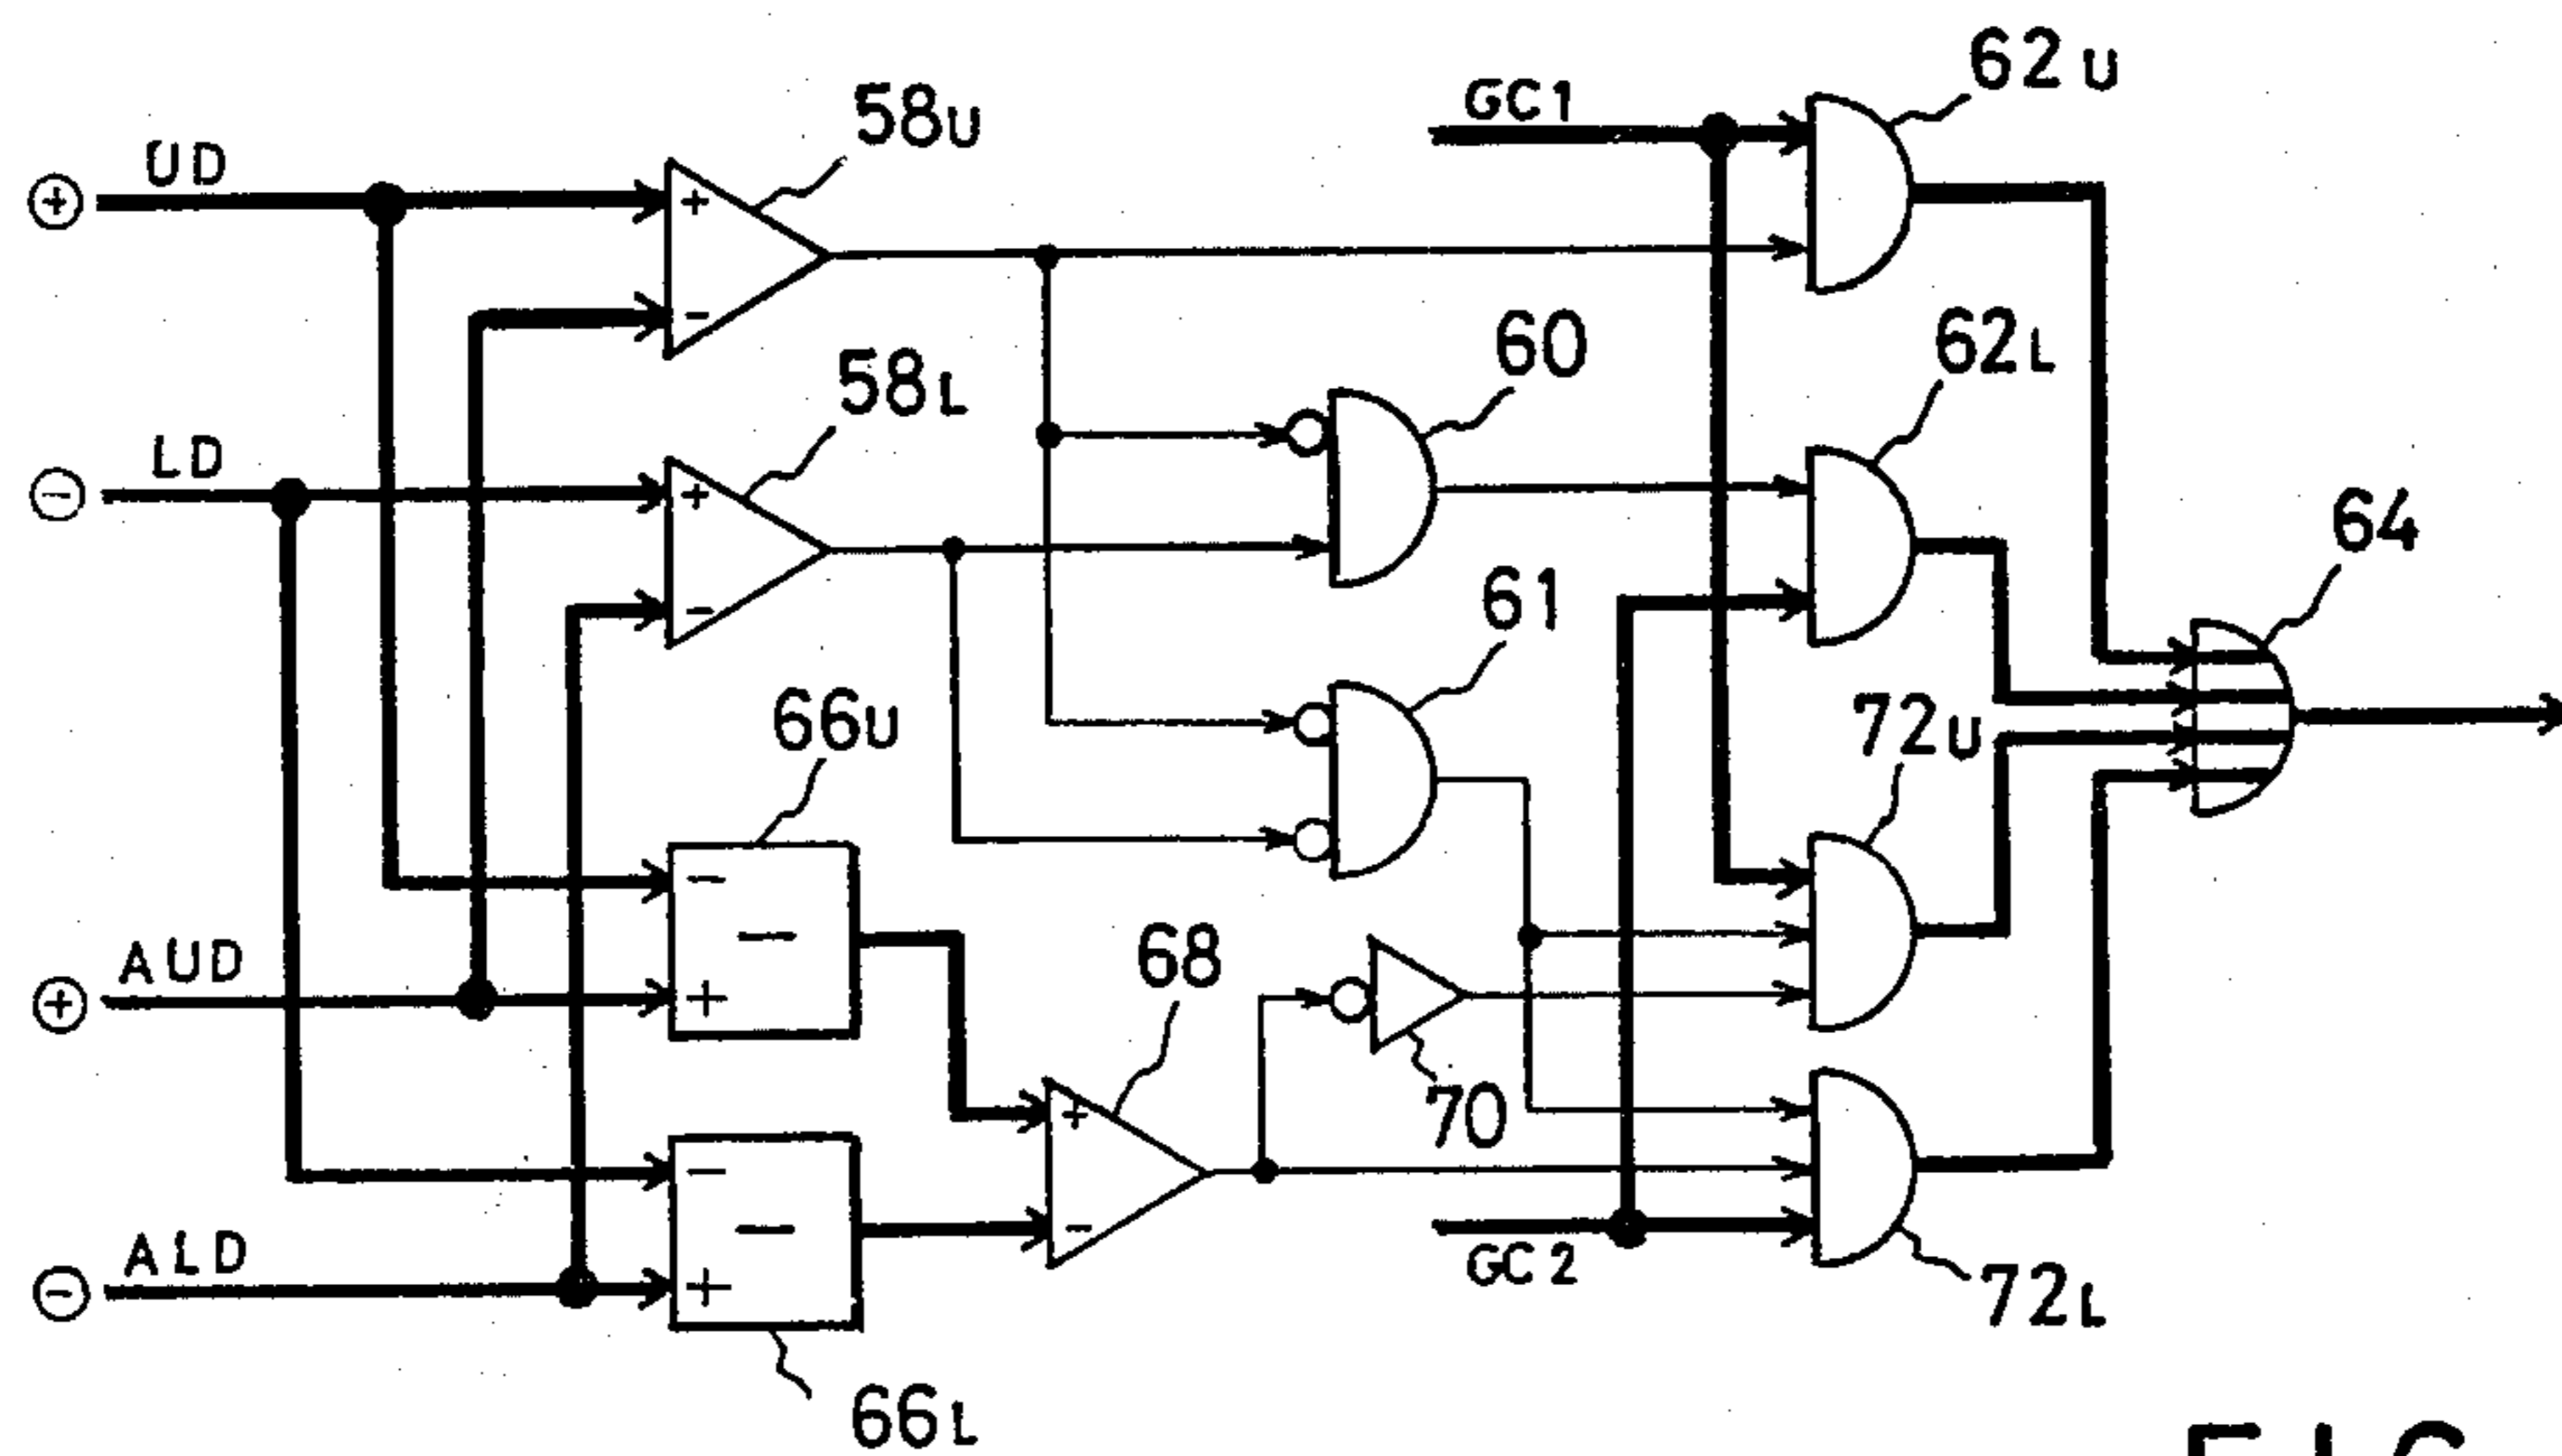 62U
GC1
58U
UD
+
+
-
60
62L
58L
LD
-
+
-
64
61
66U
72U
-
-
+
AUD
+
68
70
+
-
-
-
+
ALD
-
GC2
72L
66L